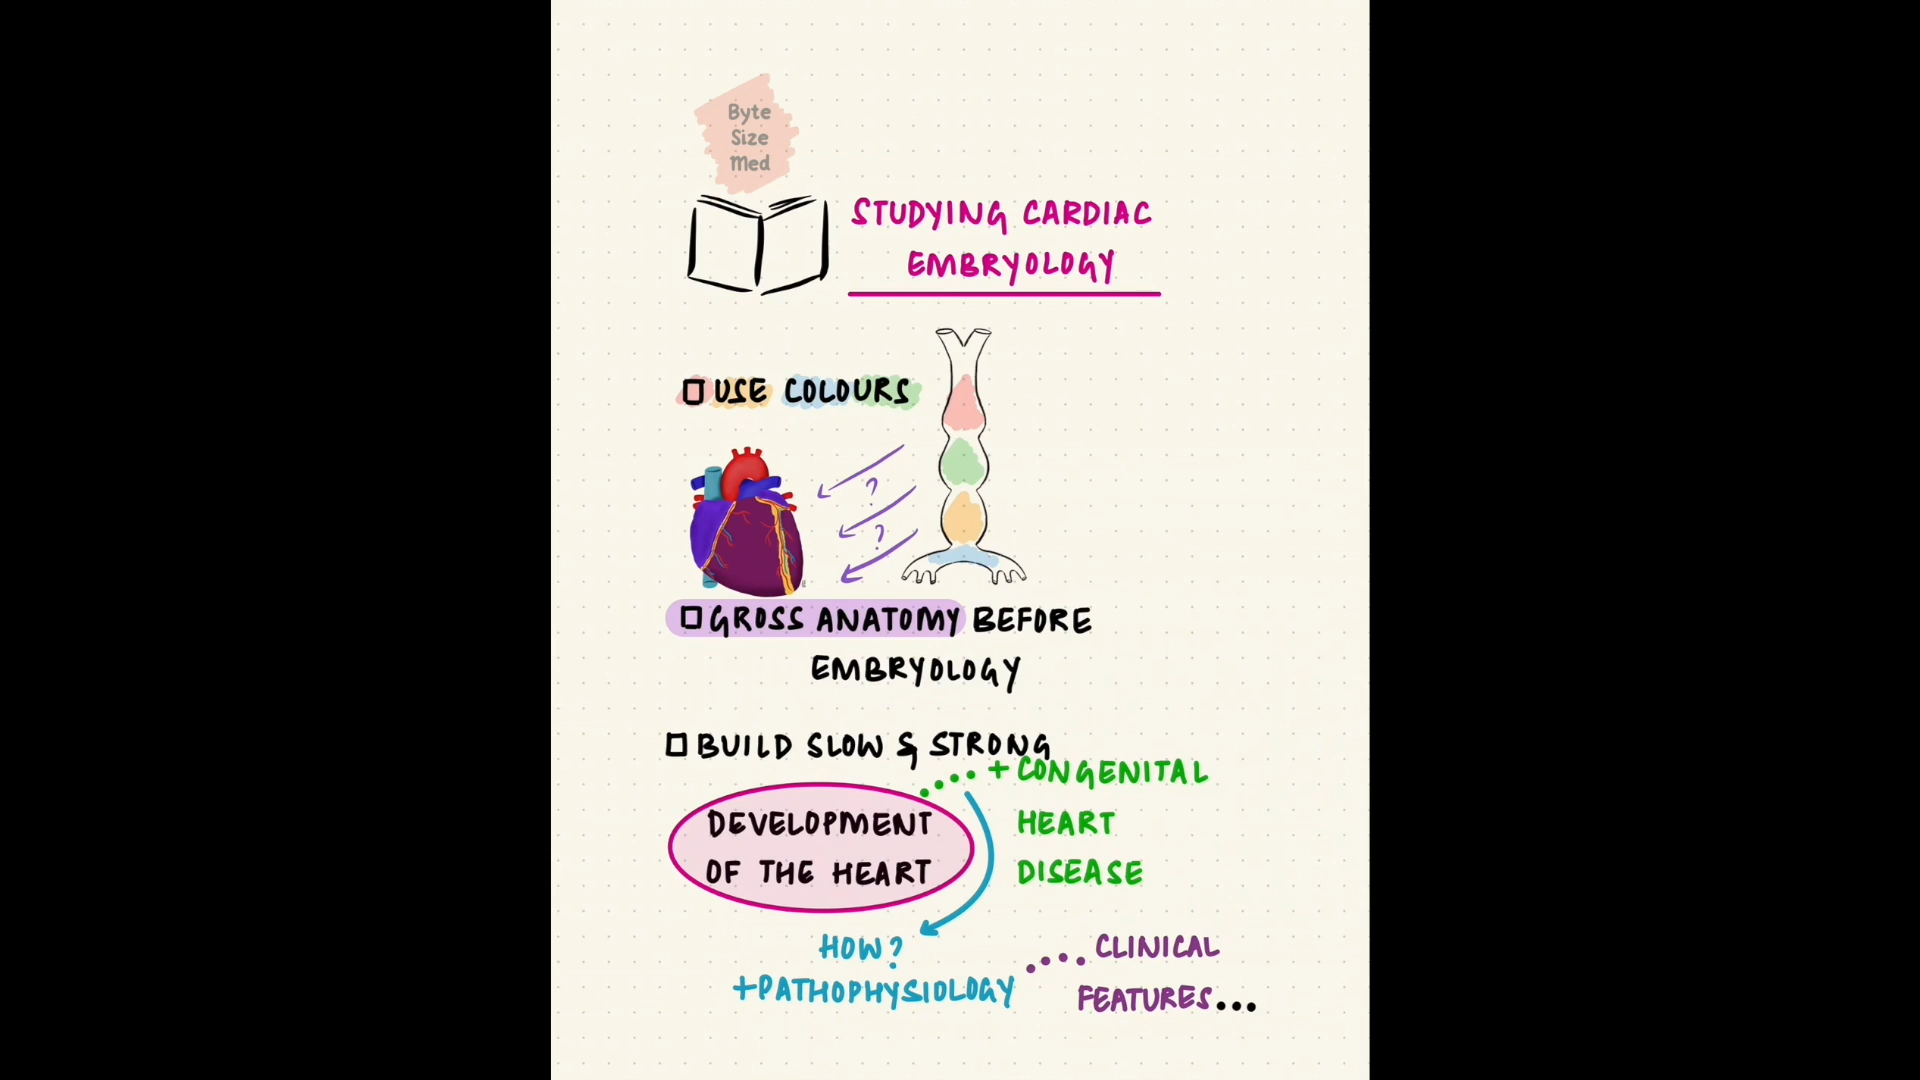 Byte
Size
Med
STUDYING CARDIAC
EMBRYOLOGY
USE COLOURS
?
?
GROSS ANATOMY BEFORE
EMBRYOLOGY
BUILD SLOW & STRONG
+ CONGENITAL
HEART
DISEASE
DEVELOPMENT
OF THE HEART
HOW?
+PATHOPHYSIOLOGY
CLINICAL
FEATURES...